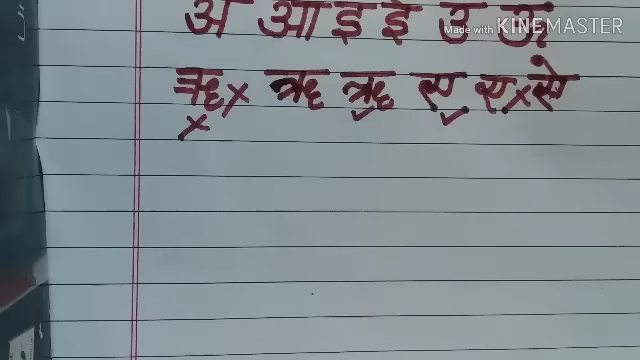 Made with KINEMASTER
अ आ इ ई उ ऊ
ऋ × ऋ ऋ ए ए × ऐ